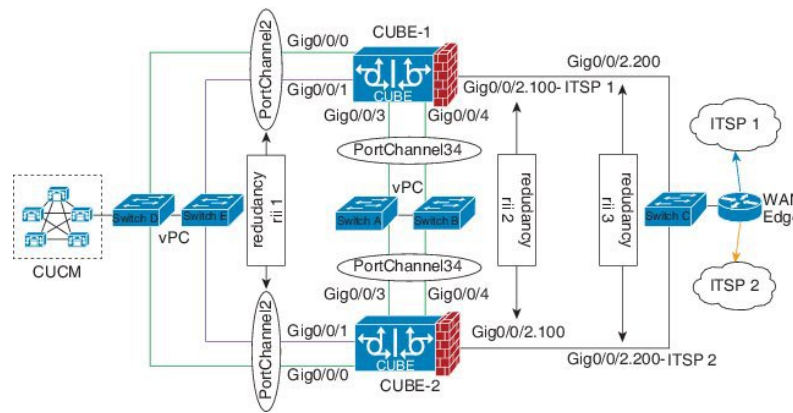 PortChannel2
Gig0/0/0
CUBE-1
Gig0/0/1
CUBE
Gig0/0/3
Gig0/0/4
Gig0/0/2.200
Gig0/0/2.100-ITSP 1
PortChannel34
ITSP 1
redudancy
rii 1
redudancy
rii 2
redudancy
rii 3
vPC
Switch D
Switch E
Switch A
Switch B
Switch C
WAN
Edge
CUCM
vPC
PortChannel34
ITSP 2
Gig0/0/3
Gig0/0/4
PortChannel2
Gig0/0/1
Gig0/0/2.100
CUBE
Gig0/0/0
CUBE-2
Gig0/0/2.200-ITSP 2